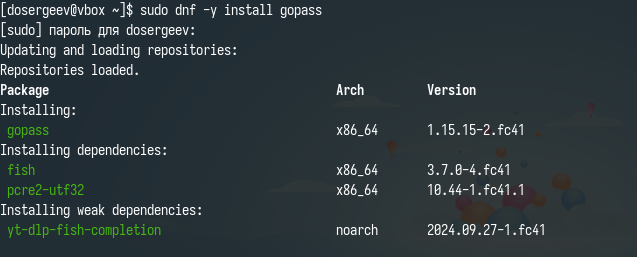 [dosergeev@vbox ~]$ sudo dnf -y install gopass
[sudo] пароль для dosergeev:
Updating and loading repositories:
Repositories loaded.
Package Arch Version
Installing:
gopass x86_64 1.15.15-2.fc41
Installing dependencies:
fish x86_64 3.7.0-4.fc41
pcre2-utf32 x86_64 10.44-1.fc41.1
Installing weak dependencies:
yt-dlp-fish-completion noarch 2024.09.27-1.fc41